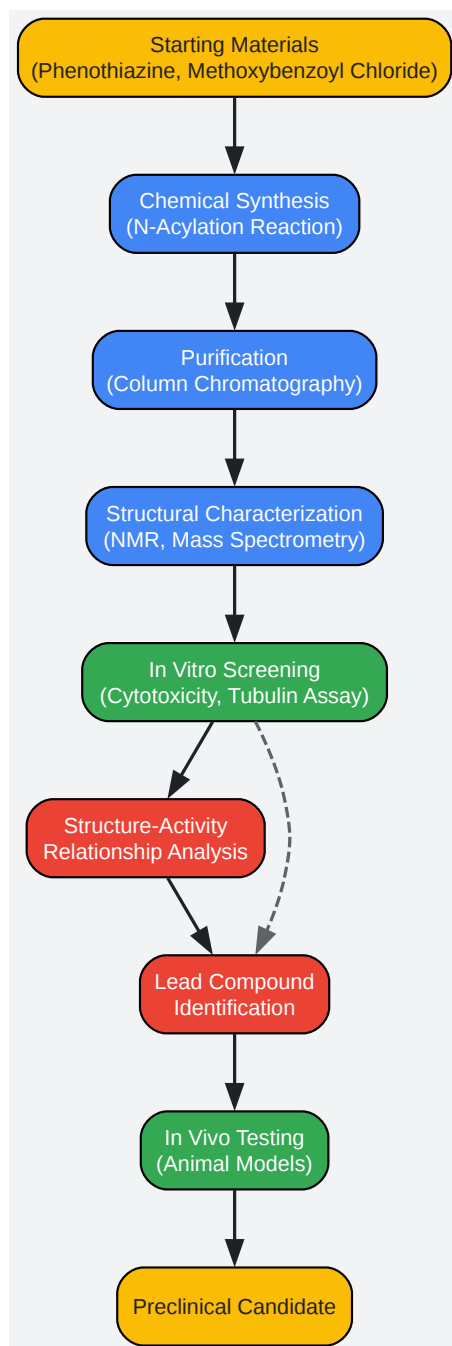 Starting Materials
(Phenothiazine, Methoxybenzoyl Chloride)
Chemical Synthesis
(N-Acylation Reaction)
Purification
(Column Chromatography)
Structural Characterization
(NMR, Mass Spectrometry)
In Vitro Screening
(Cytotoxicity, Tubulin Assay)
Structure-Activity
Relationship Analysis
Lead Compound
Identification
In Vivo Testing
(Animal Models)
Preclinical Candidate